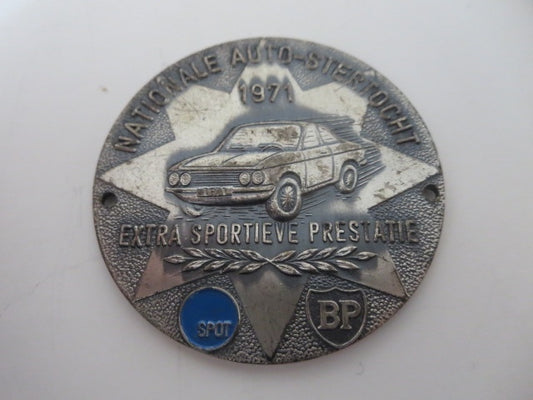 NATIONALE AUTO-STERTOCHT
1971
EXTRA SPORTIEVE PRESTATIE
SPOT
BP